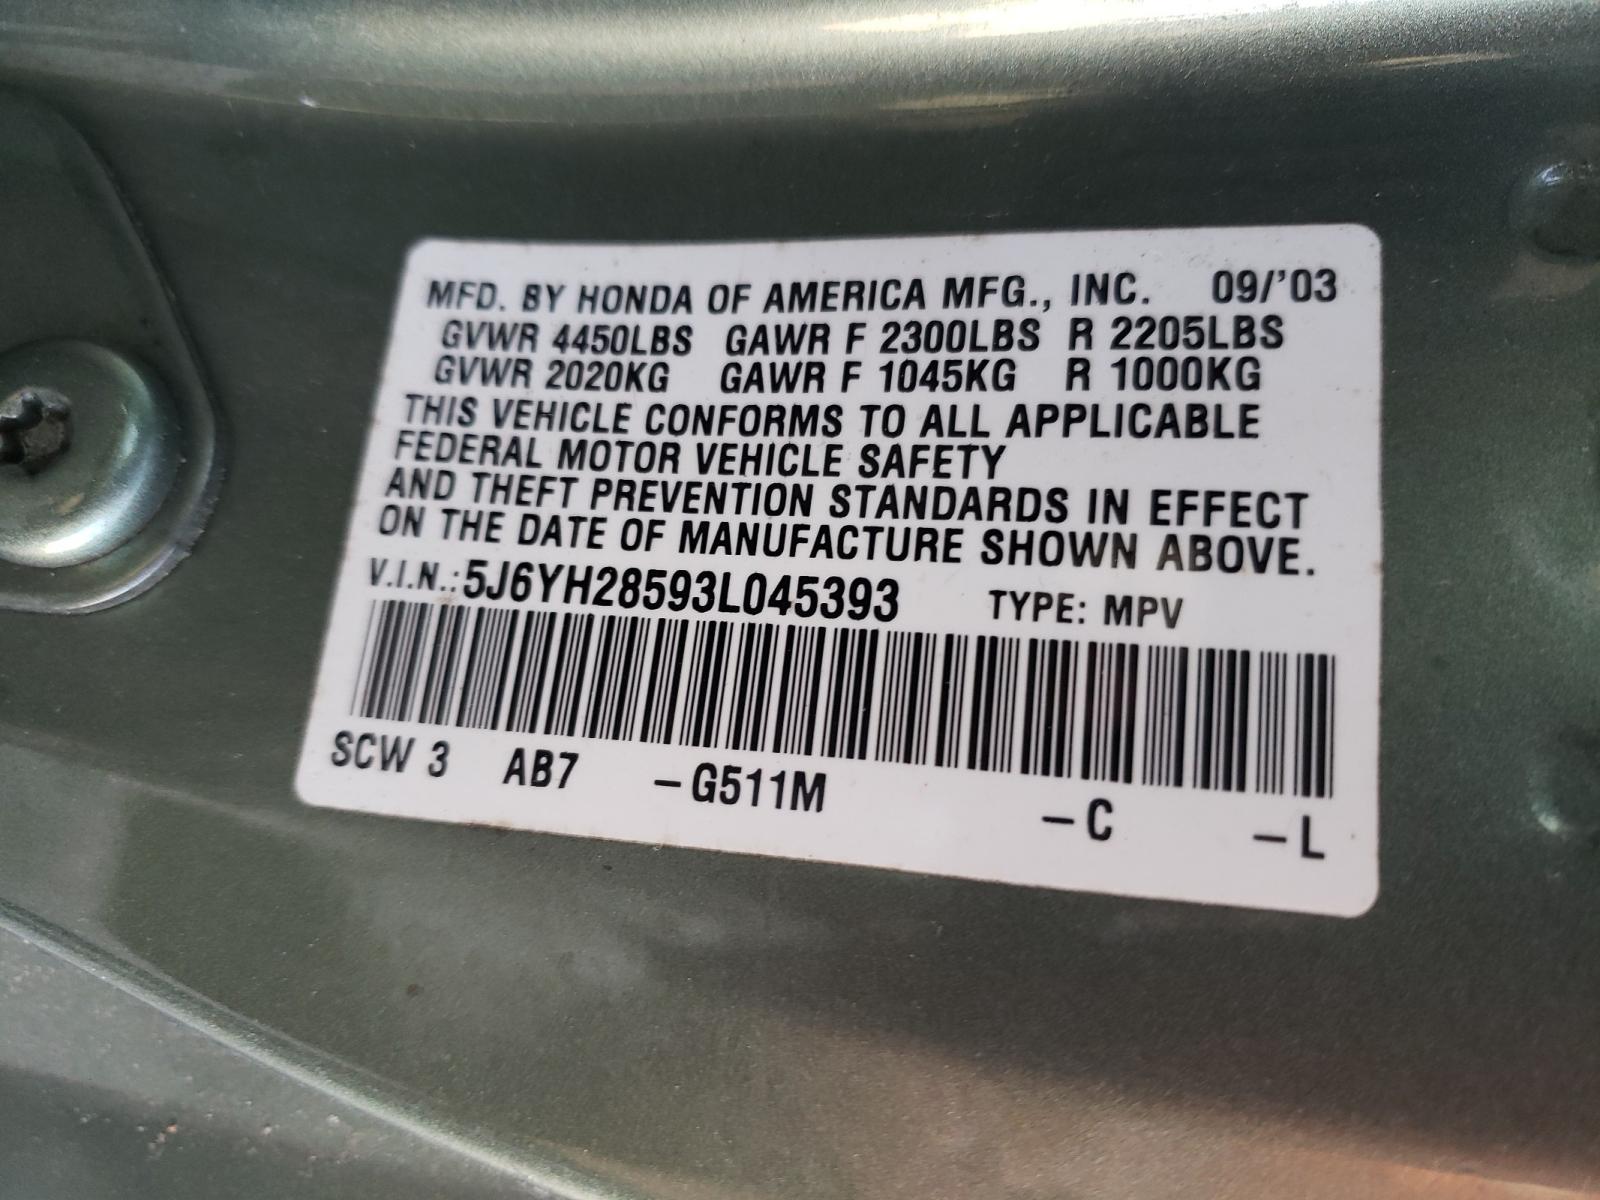 MFD. BY HONDA OF AMERICA MFG., INC. 09/'03
GVWR 4450LBS GAWR F 2300LBS R 2205LBS
GVWR 2020KG GAWR F 1045KG R 1000KG
THIS VEHICLE CONFORMS TO ALL APPLICABLE
FEDERAL MOTOR VEHICLE SAFETY
AND THEFT PREVENTION STANDARDS IN EFFECT
ON THE DATE OF MANUFACTURE SHOWN ABOVE.
V.I.N.: 5J6YH28593L045393 TYPE: MPV
SCW 3 AB7 -G511M -C -L